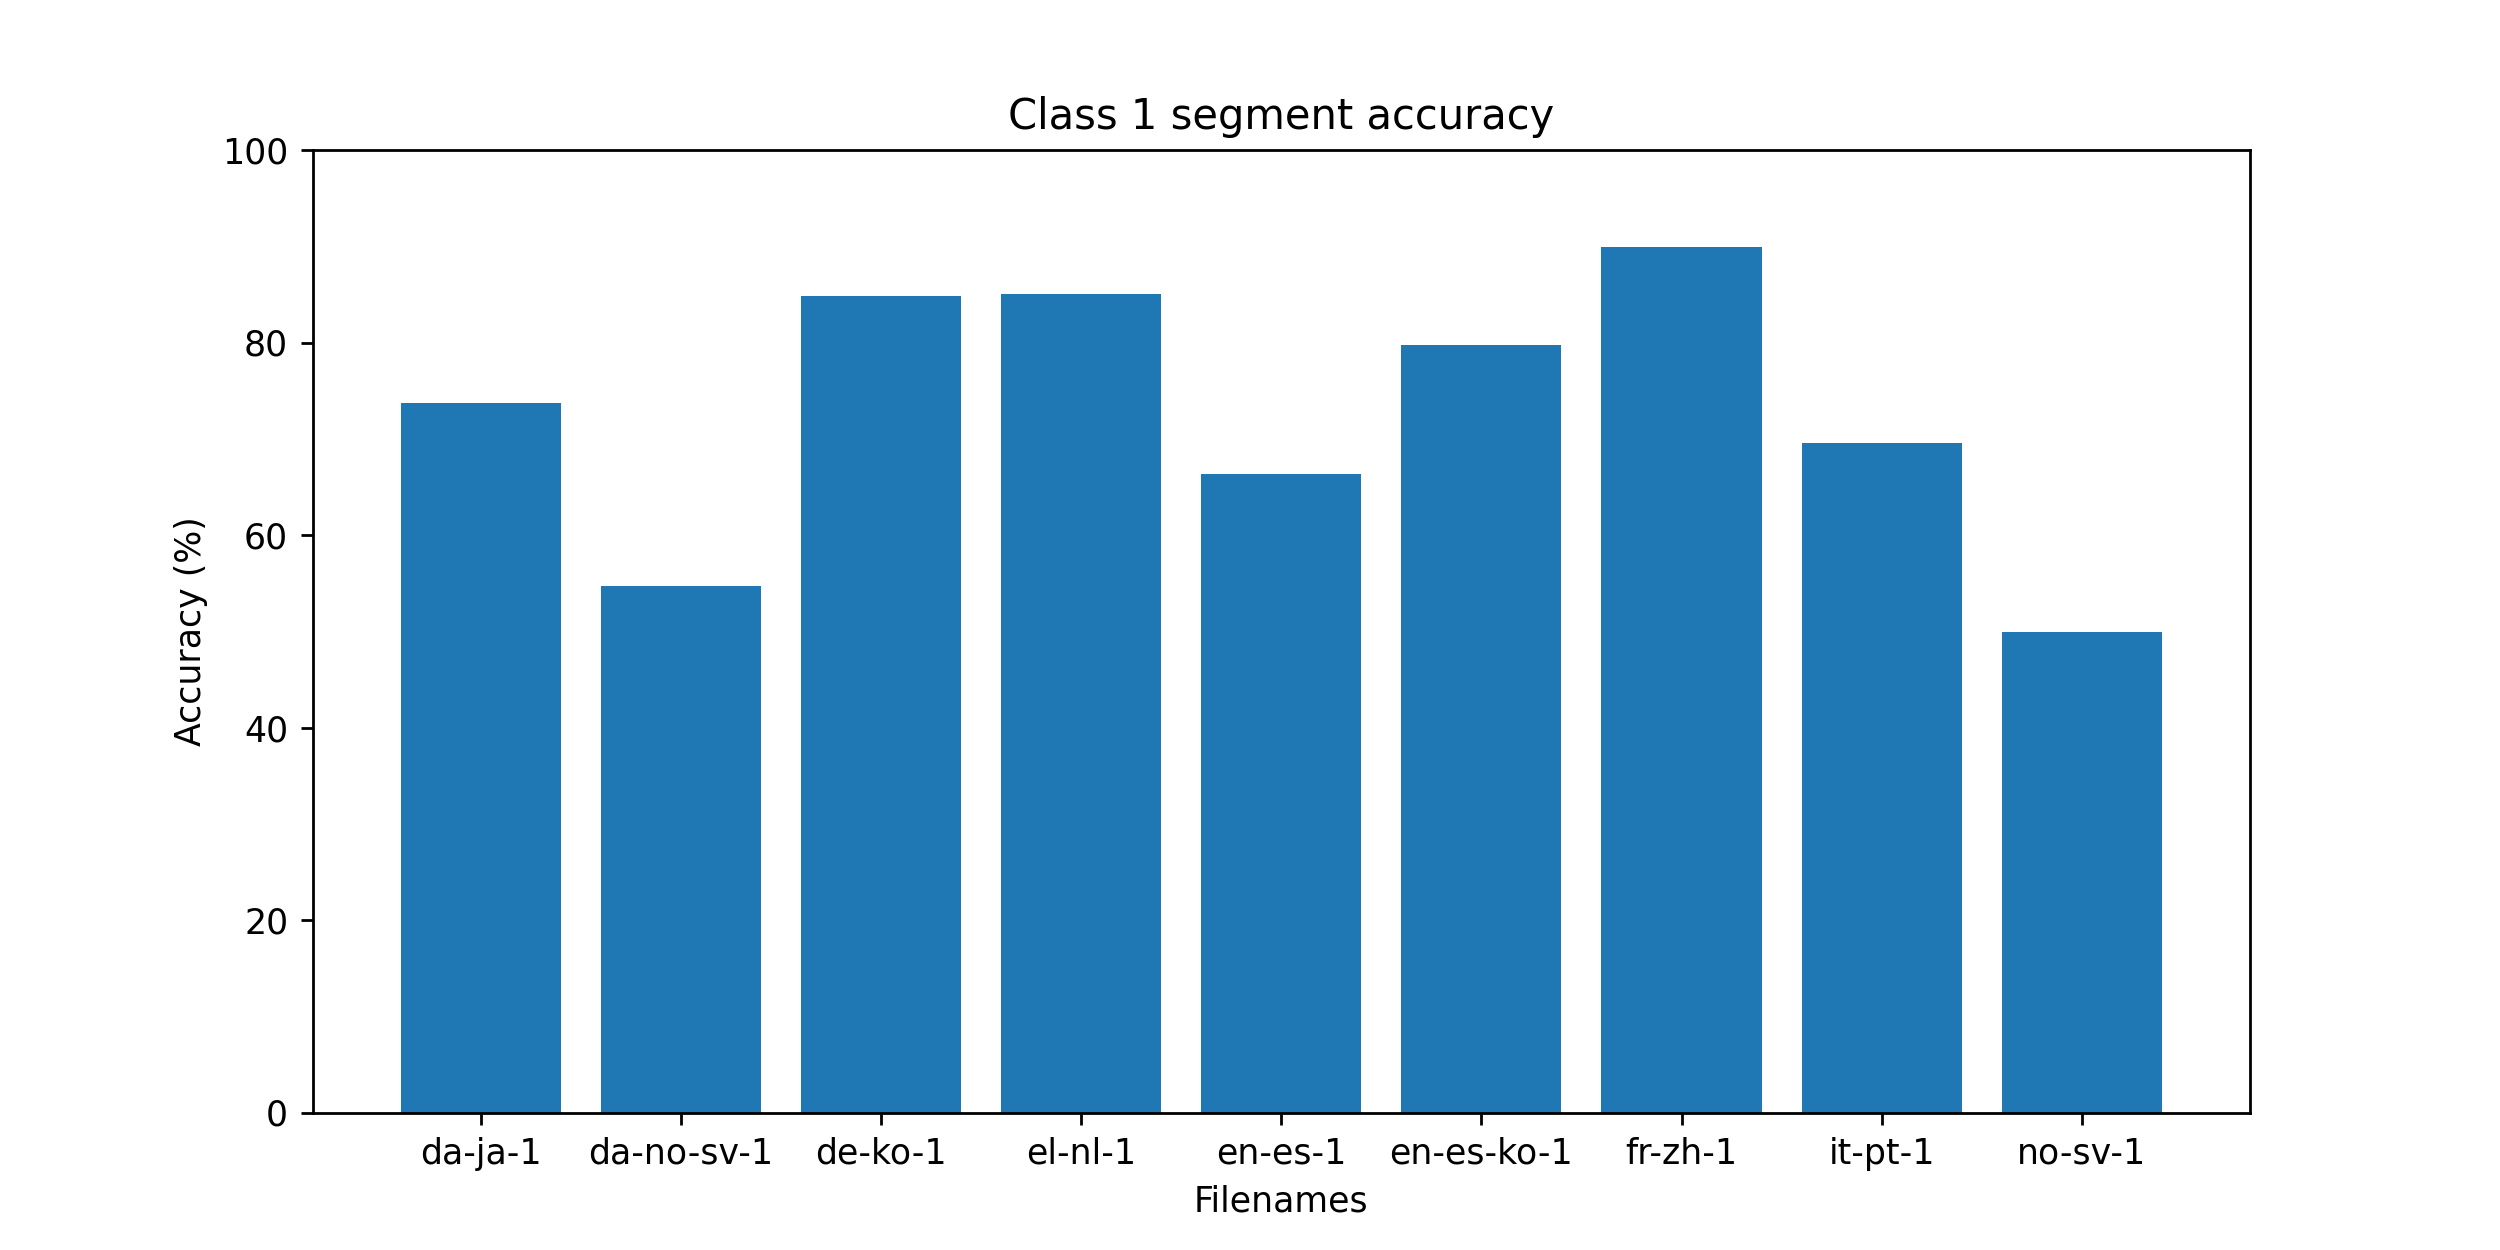 Class 1 segment accuracy
100
80
60
40
20
0
Accuracy (%)
da-ja-1 da-no-sv-1 de-ko-1 el-nl-1 en-es-1 en-es-ko-1 fr-zh-1 it-pt-1 no-sv-1
Filenames